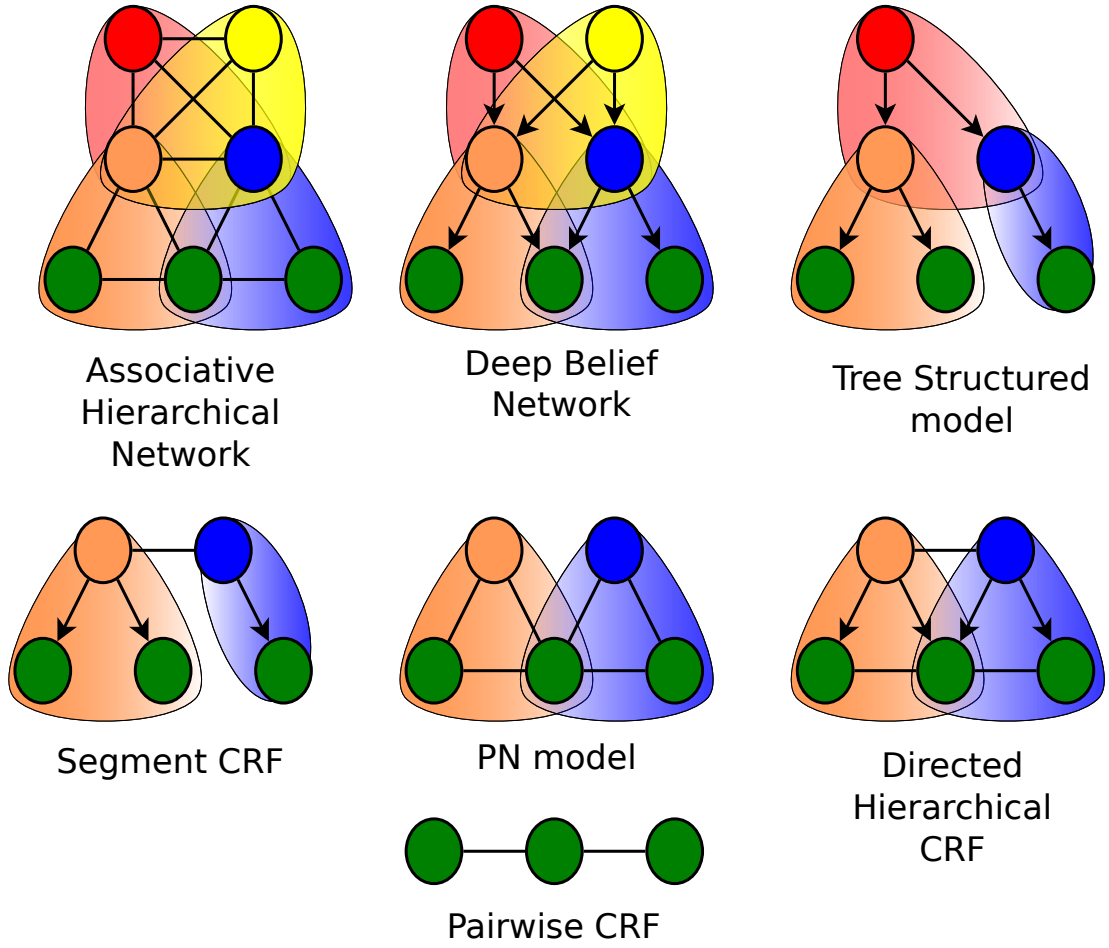 Associative
Hierarchical
Network
Deep Belief
Network
Tree Structured
model
Segment CRF
PN model
Directed
Hierarchical
CRF
Pairwise CRF